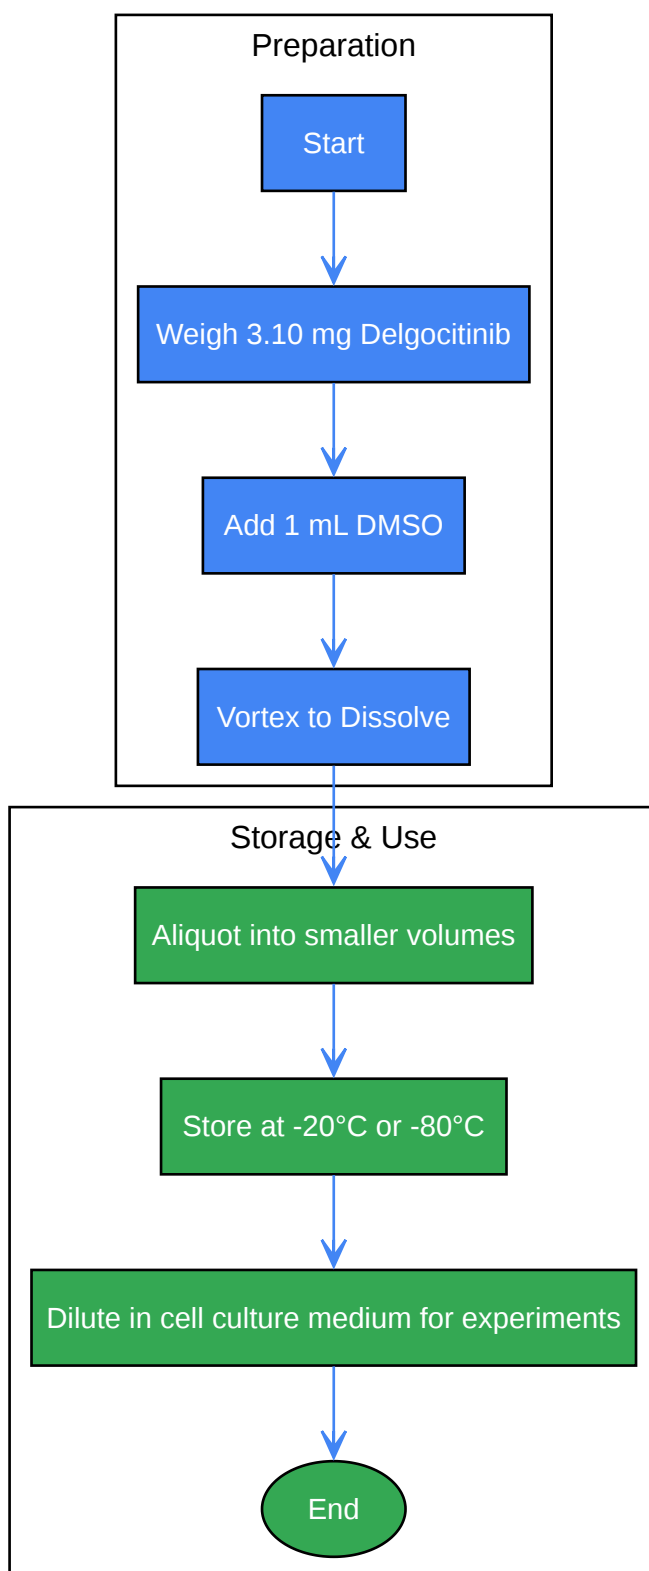 Preparation
Start
Weigh 3.10 mg Delgocitinib
Add 1 mL DMSO
Vortex to Dissolve
Storage & Use
Aliquot into smaller volumes
Store at -20°C or -80°C
Dilute in cell culture medium for experiments
End